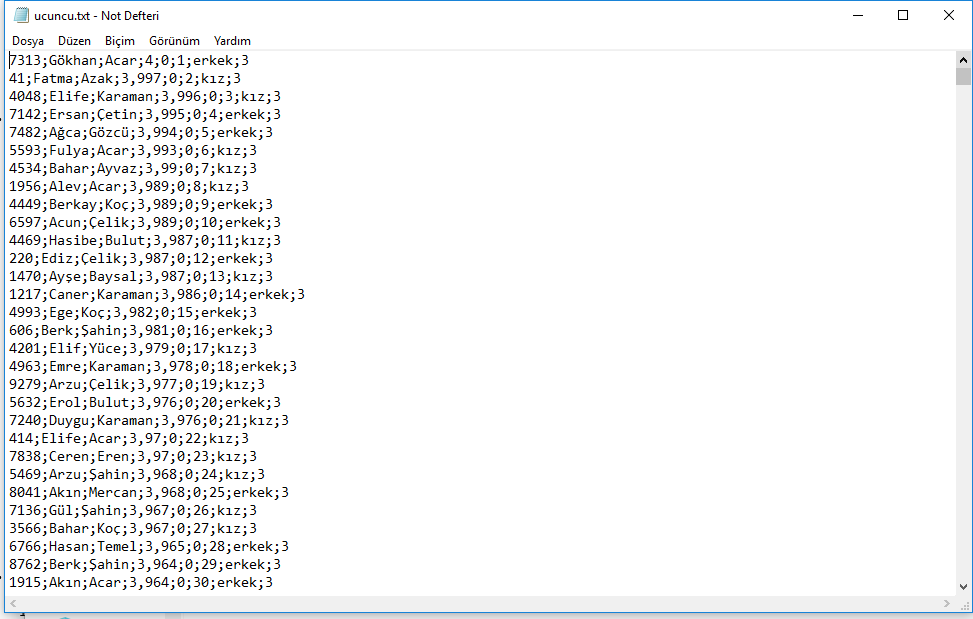 ucuncu.txt - Not Defteri
Dosya Düzen Biçim Görünüm Yardım
7313;Gökhan;Acar;4;0;1;erkek;3
41;Fatma;Azak;3,997;0;2;kız;3
4048;Elife;Karaman;3,996;0;3;kız;3
7142;Ersan;Çetin;3,995;0;4;erkek;3
7482;Ağca;Gözcü;3,994;0;5;erkek;3
5593;Fulya;Acar;3,993;0;6;kız;3
4534;Bahar;Ayvaz;3,99;0;7;kız;3
1956;Alev;Acar;3,989;0;8;kız;3
4449;Berkay;Koç;3,989;0;9;erkek;3
6597;Acun;Çelik;3,989;0;10;erkek;3
4469;Hasibe;Bulut;3,987;0;11;kız;3
220;Ediz;Çelik;3,987;0;12;erkek;3
1470;Ayşe;Baysal;3,987;0;13;kız;3
1217;Caner;Karaman;3,986;0;14;erkek;3
4993;Ege;Koç;3,982;0;15;erkek;3
606;Berk;Şahin;3,981;0;16;erkek;3
4201;Elif;Yüce;3,979;0;17;kız;3
4963;Emre;Karaman;3,978;0;18;erkek;3
9279;Arzu;Çelik;3,977;0;19;kız;3
5632;Erol;Bulut;3,976;0;20;erkek;3
7240;Duygu;Karaman;3,976;0;21;kız;3
414;Elife;Acar;3,97;0;22;kız;3
7838;Ceren;Eren;3,97;0;23;kız;3
5469;Arzu;Şahin;3,968;0;24;kız;3
8041;Akın;Mercan;3,968;0;25;erkek;3
7136;Gül;Şahin;3,967;0;26;kız;3
3566;Bahar;Koç;3,967;0;27;kız;3
6766;Hasan;Temel;3,965;0;28;erkek;3
8762;Berk;Şahin;3,964;0;29;erkek;3
1915;Akın;Acar;3,964;0;30;erkek;3